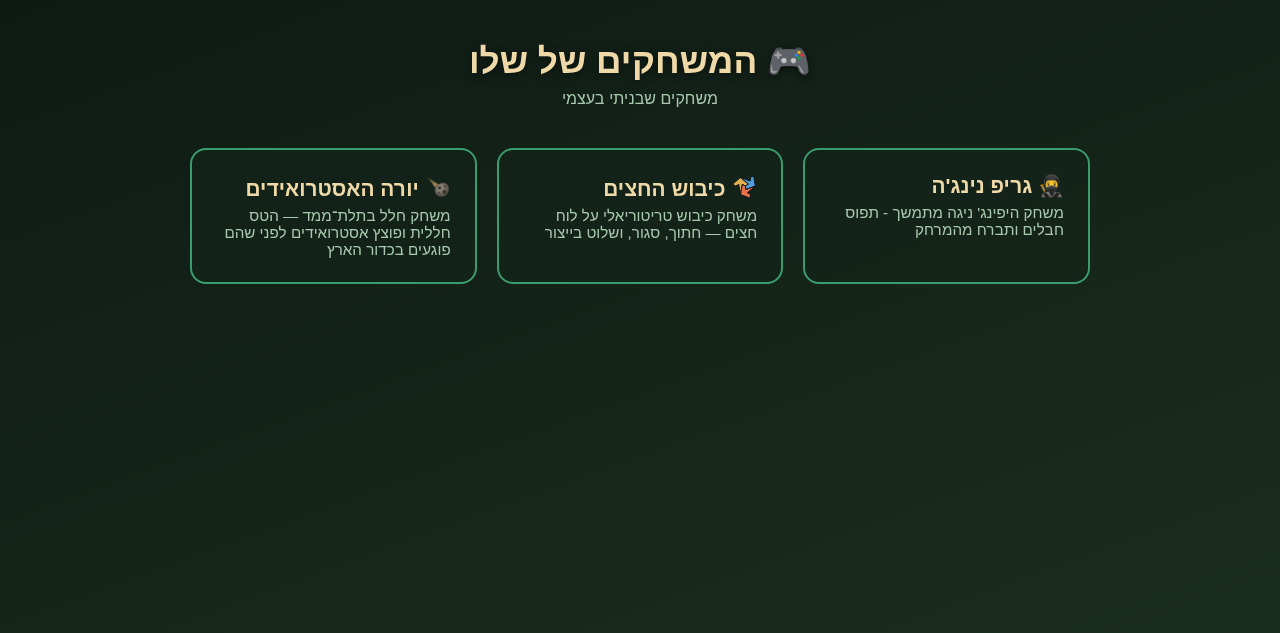 המשחקים של שלו
משחקים שבניתי בעצמי
גריפ נינג'ה
משחק היפינג' ניגה מתמשך - תפוס
חבלים ותברח מהמרחק
כיבוש החצים
משחק כיבוש טריטוריאלי על לוח
חצים — חתוך, סגור, ושלוט בייצור
יורה האסטרואידים
משחק חלל בתלת־ממד — הטס
חללית ופוצץ אסטרואידים לפני שהם
פוגעים בכדור הארץ